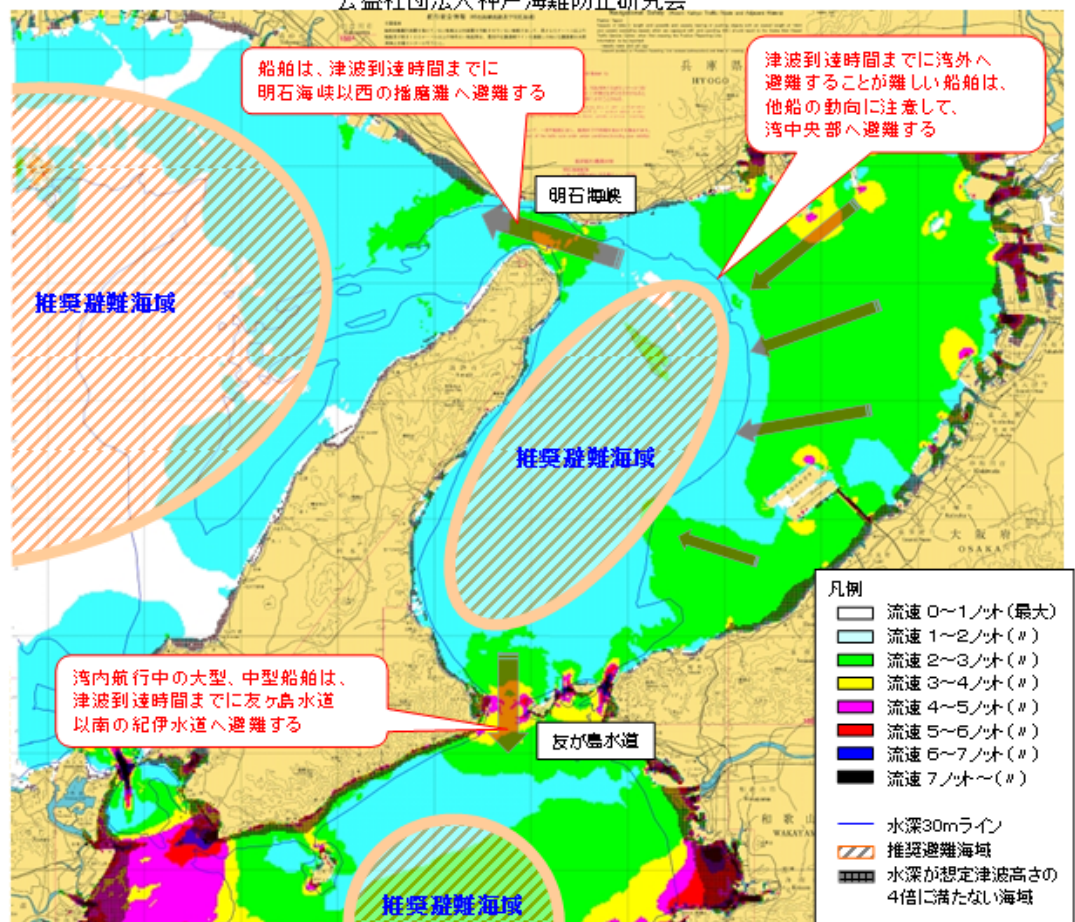 公益社団法人神戸海難防止研究会
船舶は、津波到達時間までに
明石海峡以西の播磨灘へ避難する
津波到達時間までに湾外へ
避難することが難しい船舶は、
他船の動向に注意して、
湾中央部へ避難する
兵庫県
HYOGO
明石海峡
推奨避難海域
推奨避難海域
大阪府
OSAKA
湾内航行中の大型、中型船舶は、
津波到達時間までに友ヶ島水道
以南の紀伊水道へ避難する
友が島水道
和歌山
WAKAYAM
推奨避難海域
凡例
流速 0~1ノット(最大)
流速 1~2ノット(〃)
流速 2~3ノット(〃)
流速 3~4ノット(〃)
流速 4~5ノット(〃)
流速 5~6ノット(〃)
流速 6~7ノット(〃)
流速 7ノット~(〃)
水深30mライン
推奨避難海域
水深が想定津波高さの
4倍に満たない海域